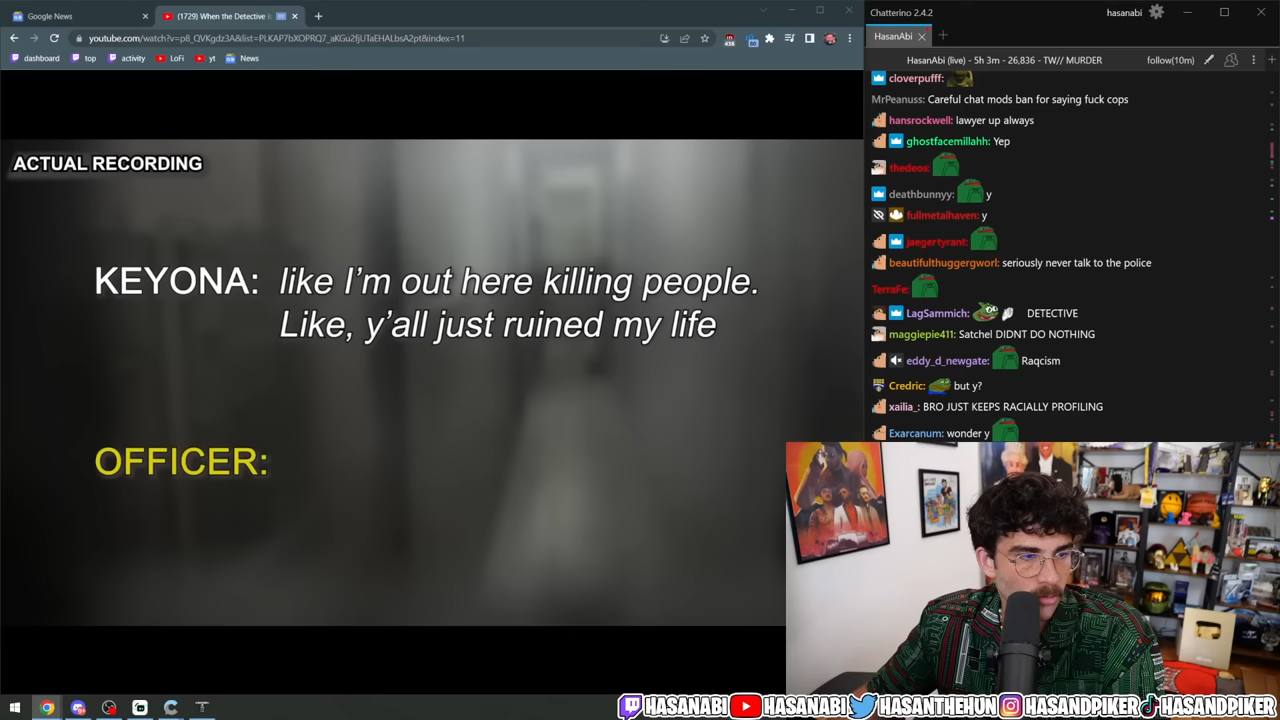 Google News
(1729) When the Detective i
Chatterino 2.4.2
hasanabi
youtube.com/watch?v=p8_QVKgdz3A&list=PLKAP7bXOPRQ7_aKGu2fjUTaEHALbsA2pt&index=11
HasanAbi
dashboard
top
activity
LoFi
yt
News
HasanAbi (live) - 5h 3m - 26,836 - TW// MURDER
follow(10m)
cloverpufff:
MrPeanuss: Careful chat mods ban for saying fuck cops
hansrockwell: lawyer up always
ghostfacemillahh: Yep
thedeos:
deathbunnyy: y
fullmetalhaven: y
jaegertyrant:
beautifulthuggergworl: seriously never talk to the police
TerraFe:
LagSammich: DETECTIVE
maggiepie411: Satchel DIDNT DO NOTHING
eddy_d_newgate: Raqcism
Credric: but y?
xailia_: BRO JUST KEEPS RACIALLY PROFILING
Exarcanum: wonder y
ACTUAL RECORDING
KEYONA: like I'm out here killing people.
Like, y'all just ruined my life
OFFICER:
HASANABI
HASANABI
HASANTHEHUN
HASANDPIKER
HASANDPIKER